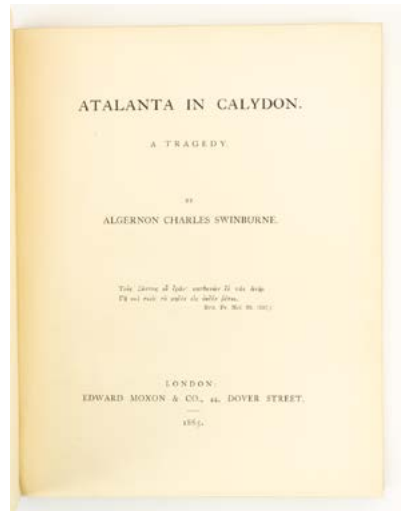 ATALANTA IN CALYDON.
A TRAGEDY.
BY
ALGERNON CHARLES SWINBURNE.
LONDON:
EDWARD MOXON & CO., 44, DOVER STREET.
1865.